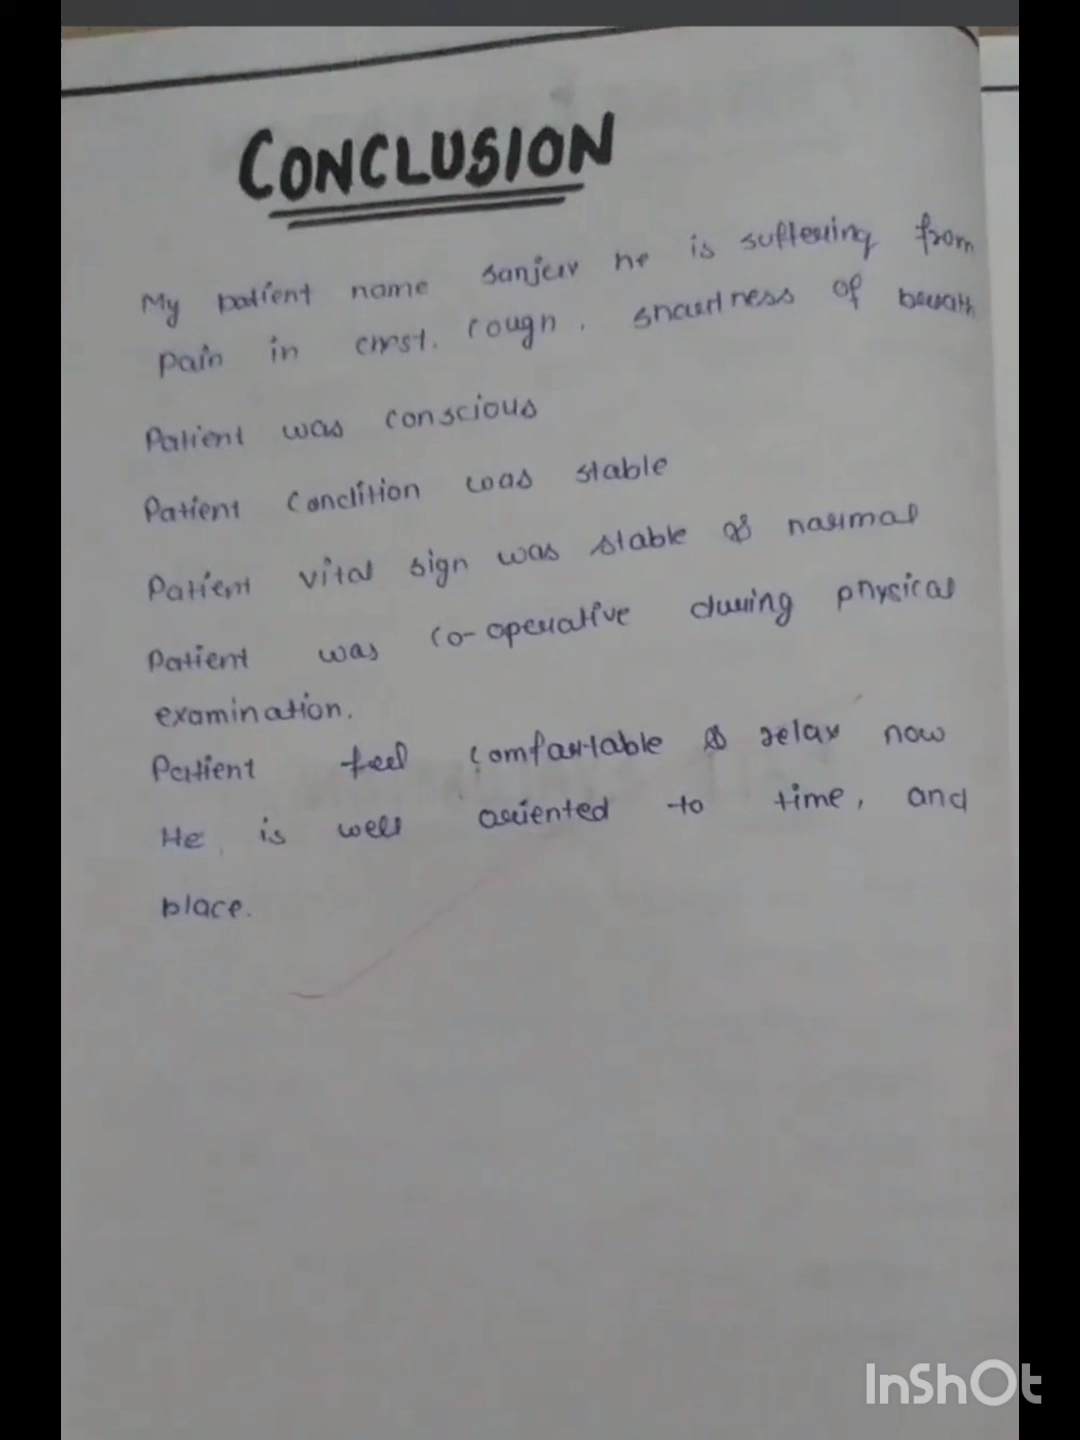 CONCLUSION
My patient name Sanjeev he is suffering from
Pain in chest. Cough. shourtness of breath
Patient was conscious
Patient Condition was stable
Patient vital sign was stable & normal
Patient was co-operative during physical
examination.
Patient feel comfortable & relax now
He is well oriented to time, and
place.
InShOt